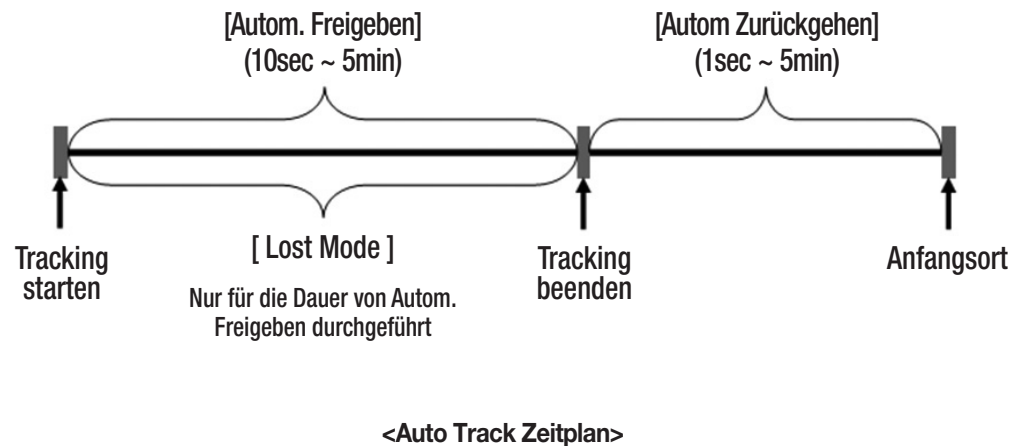 [Autom. Freigeben]
(10sec ~ 5min)
[Autom Zurückgehen]
(1sec ~ 5min)
Tracking
starten
[ Lost Mode ]
Nur für die Dauer von Autom.
Freigeben durchgeführt
Tracking
beenden
Anfangsort
<Auto Track Zeitplan>